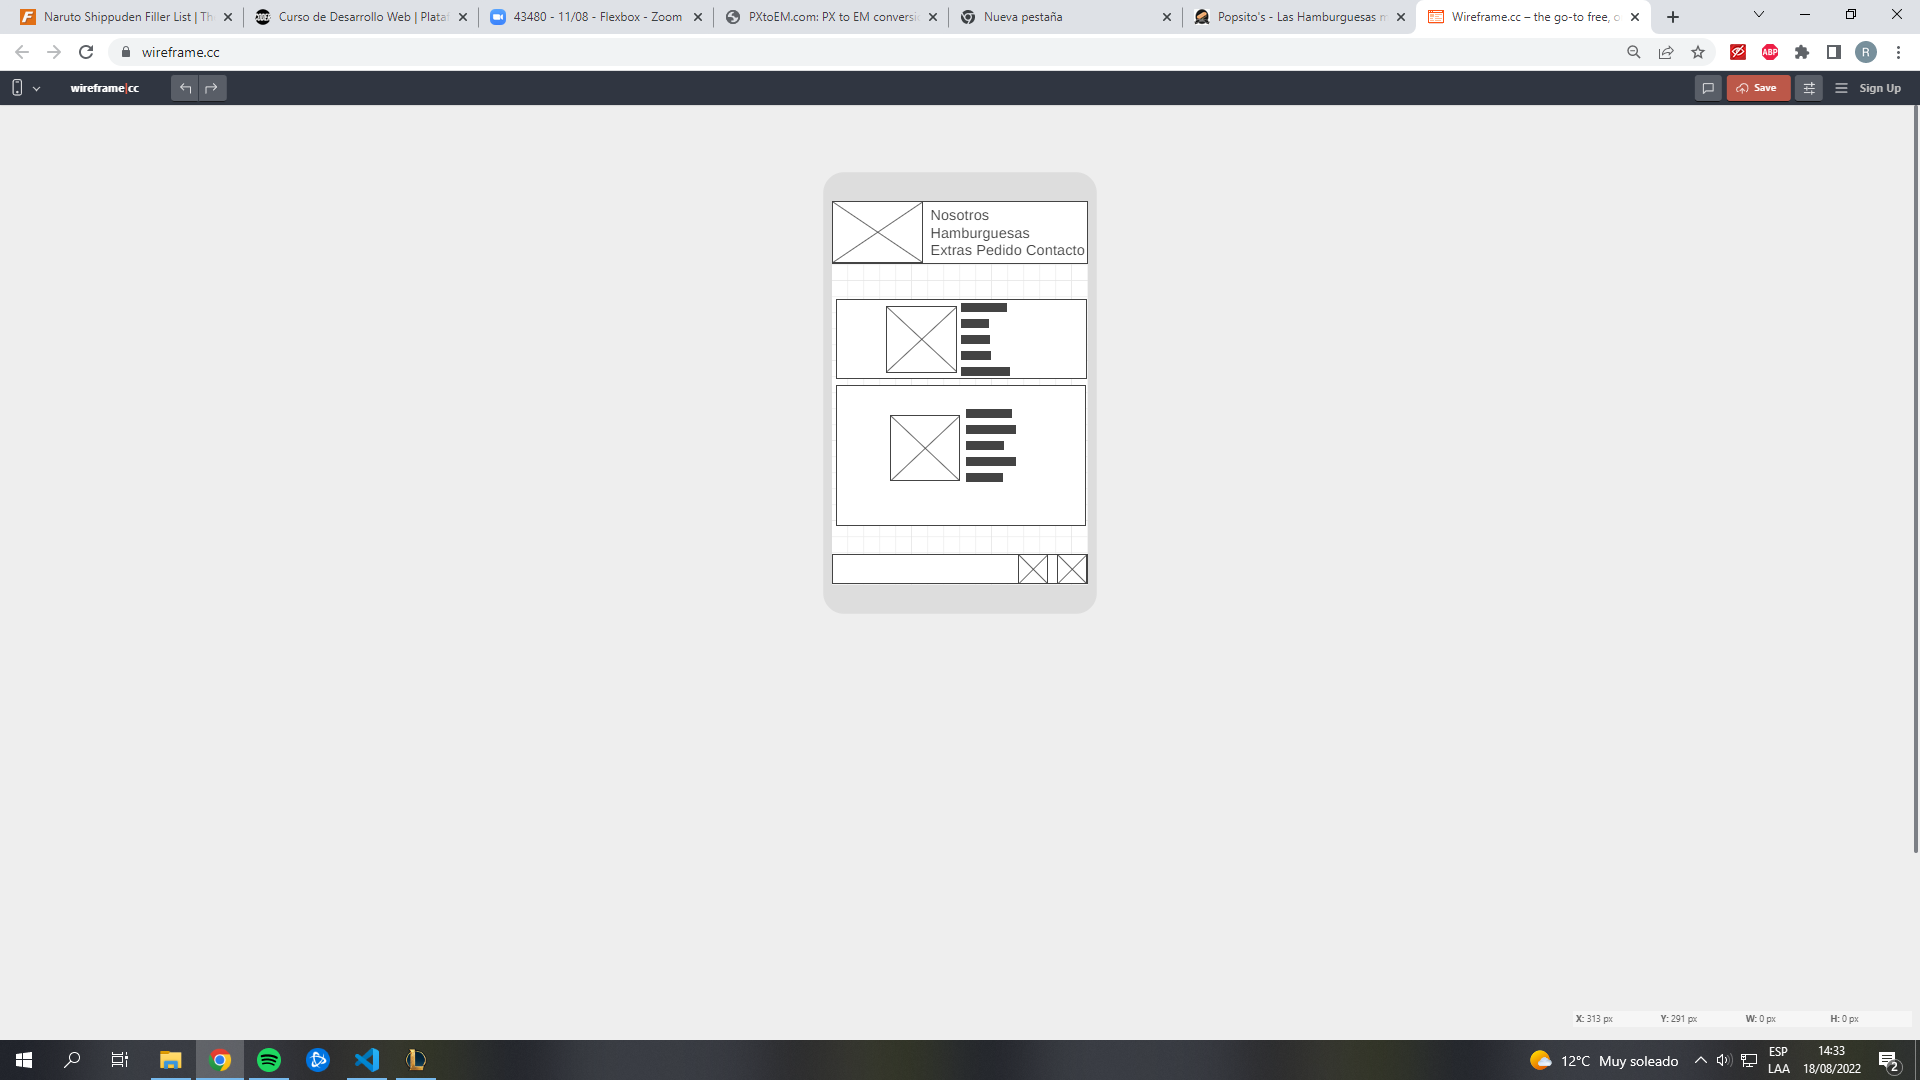 Naruto Shippuden Filler List | Th
Curso de Desarrollo Web | Plataf
43480 - 11/08 - Flexbox - Zoom
PXtoEM.com: PX to EM conversi
Nueva pestaña
Popsito's - Las Hamburguesas m
Wireframe.cc – the go-to free, o
wireframe.cc
ABP
R
wireframe|cc
Save
Sign Up
Nosotros
Hamburguesas
Extras Pedido Contacto
X: 313 px
Y: 291 px
W: 0 px
H: 0 px
12°C Muy soleado
ESP
LAA
14:33
18/08/2022
2